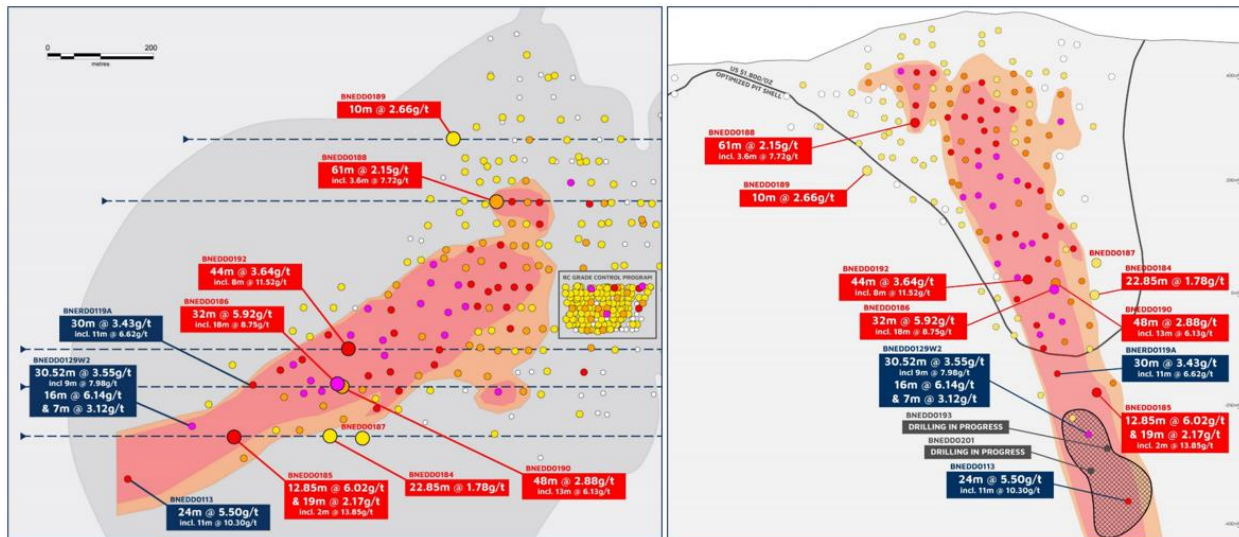 0 200
metres
BNEDD0189
10m @ 2.66g/t
BNEDD0188
61m @ 2.15g/t
incl. 3.6m @ 7.72g/t
RC GRADE CONTROL PROGRAM
BNEDD0192
44m @ 3.64g/t
incl. 8m @ 11.52g/t
BNEDD0186
32m @ 5.92g/t
incl. 18m @ 8.75g/t
BNERD0119A
30m @ 3.43g/t
incl. 11m @ 6.62g/t
BNEDD0129W2
30.52m @ 3.55g/t
incl 9m @ 7.98g/t
16m @ 6.14g/t
& 7m @ 3.12g/t
BNEDD0187
BNEDD0113
24m @ 5.50g/t
incl. 11m @ 10.30g/t
BNEDD0185
12.85m @ 6.02g/t
& 19m @ 2.17g/t
incl. 2m @ 13.85g/t
BNEDD0184
22.85m @ 1.78g/t
BNEDD0190
48m @ 2.88g/t
incl. 13m @ 6.13g/t
US $1,800/OZ
OPTIMIZED PIT SHELL
BNEDD0188
61m @ 2.15g/t
incl. 3.6m @ 7.72g/t
BNEDD0189
10m @ 2.66g/t
BNEDD0187
BNEDD0184
22.85m @ 1.78g/t
BNEDD0192
44m @ 3.64g/t
incl. 8m @ 11.52g/t
BNEDD0186
32m @ 5.92g/t
incl. 18m @ 8.75g/t
BNEDD0190
48m @ 2.88g/t
incl. 13m @ 6.13g/t
BNEDD0129W2
30.52m @ 3.55g/t
incl 9m @ 7.98g/t
16m @ 6.14g/t
& 7m @ 3.12g/t
BNERD0119A
30m @ 3.43g/t
incl. 11m @ 6.62g/t
BNEDD0185
12.85m @ 6.02g/t
& 19m @ 2.17g/t
incl. 2m @ 13.85g/t
BNEDD0193
DRILLING IN PROGRESS
BNEDD0201
DRILLING IN PROGRESS
BNEDD0113
24m @ 5.50g/t
incl. 11m @ 10.30g/t